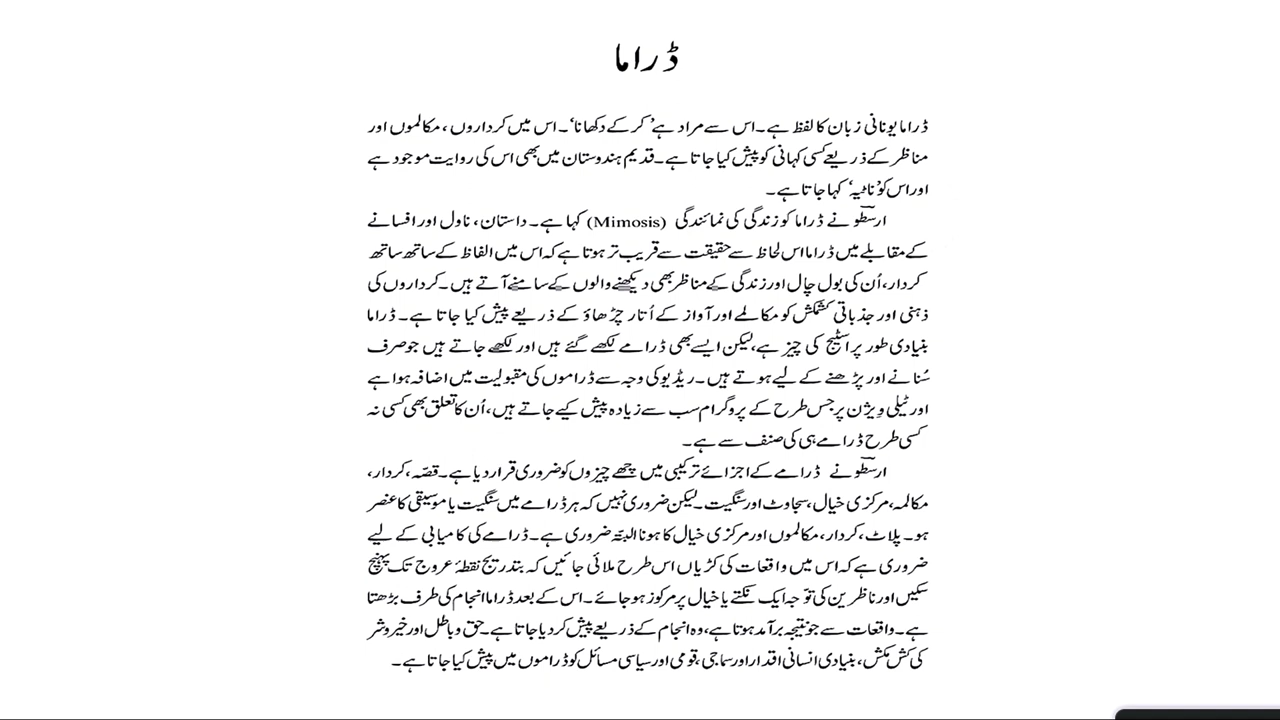 ڈراما
ڈراما یونانی زبان کا لفظ ہے۔ اس سے مراد ہے 'کر کے دکھانا'۔ اس میں کرداروں، مکالموں اور
مناظر کے ذریعے کسی کہانی کو پیش کیا جاتا ہے۔ قدیم ہندوستان میں بھی اس کی روایت موجود ہے
اور اس کو 'ناٹیہ' کہا جاتا ہے۔
ارسطوؔ نے ڈراما کو زندگی کی نمائندگی (Mimosis) کہا ہے۔ داستان، ناول اور افسانے
کے مقابلے میں ڈراما اس لحاظ سے حقیقت سے قریب تر ہوتا ہے کہ اس میں الفاظ کے ساتھ ساتھ
کردار، اُن کی بول چال اور زندگی کے مناظر بھی دیکھنے والوں کے سامنے آتے ہیں۔ کرداروں کی
ذہنی اور جذباتی کشمکش کو مکالمے اور آواز کے اُتار چڑھاؤ کے ذریعے پیش کیا جاتا ہے۔ ڈراما
بنیادی طور پر اسٹیج کی چیز ہے، لیکن ایسے بھی ڈرامے لکھے گئے ہیں اور لکھے جاتے ہیں جو صرف
سُنانے اور پڑھنے کے لیے ہوتے ہیں۔ ریڈیو کی وجہ سے ڈراموں کی مقبولیت میں اضافہ ہوا ہے
اور ٹیلی ویژن پر جس طرح کے پروگرام سب سے زیادہ پیش کیے جاتے ہیں، اُن کا تعلق بھی کسی نہ
کسی طرح ڈرامے ہی کی صنف سے ہے۔
ارسطوؔ نے ڈرامے کے اجزائے ترکیبی میں چھے چیزوں کو ضروری قرار دیا ہے۔ قصّہ، کردار،
مکالمہ، مرکزی خیال، سجاوٹ اور سنگیت۔ لیکن ضروری نہیں کہ ہر ڈرامے میں سنگیت یا موسیقی کا عنصر
ہو۔ پلاٹ، کردار، مکالموں اور مرکزی خیال کا ہونا البتّہ ضروری ہے۔ ڈرامے کی کامیابی کے لیے
ضروری ہے کہ اس میں واقعات کی کڑیاں اس طرح ملائی جائیں کہ بتدریج نقطۂ عروج تک پہنچ
سکیں اور ناظرین کی توّجہ ایک نکتے یا خیال پر مرکوز ہو جائے۔ اس کے بعد ڈراما انجام کی طرف بڑھتا
ہے۔ واقعات سے جو نتیجہ برآمد ہوتا ہے، وہ انجام کے ذریعے پیش کر دیا جاتا ہے۔ حق و باطل اور خیر و شر
کی کش مکش، بنیادی انسانی اقدار اور سماجی، قومی اور سیاسی مسائل کو ڈراموں میں پیش کیا جاتا ہے۔